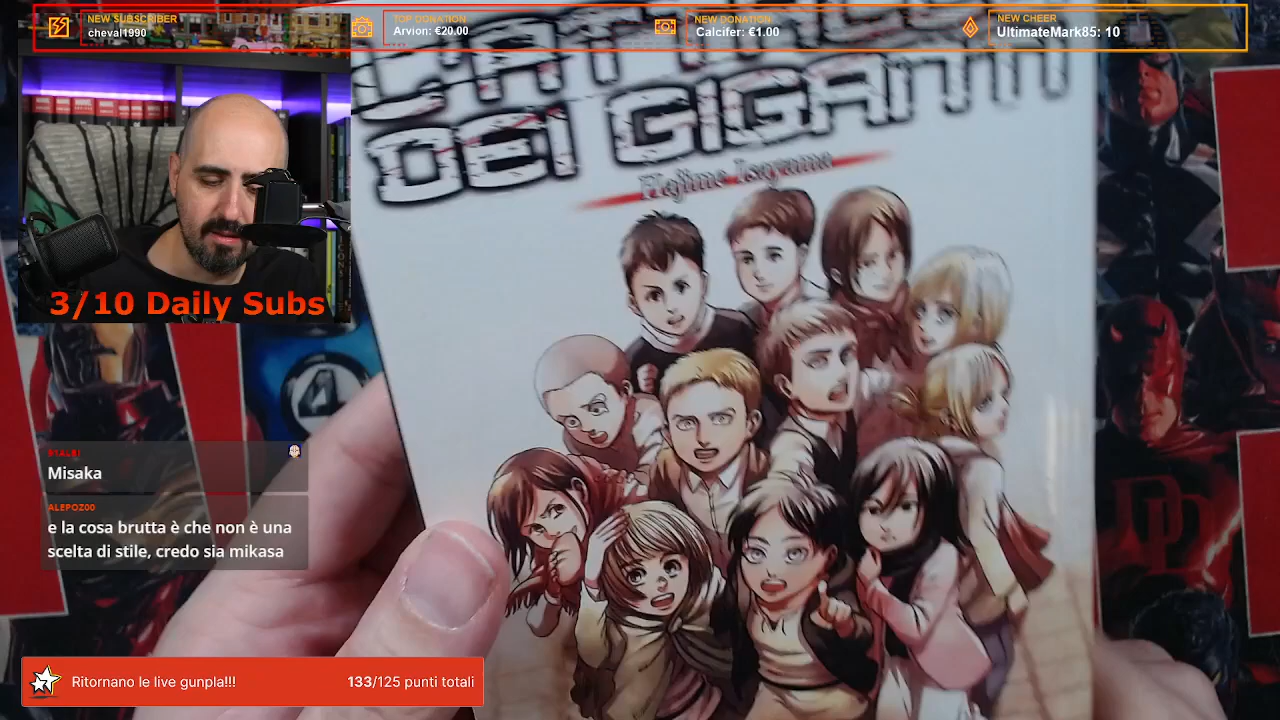 NEW SUBSCRIBER
cheval1990
TOP DONATION
Arvion: €20.00
NEW DONATION
Calcifer: €1.00
NEW CHEER
UltimateMark85: 10
DEI GIGANTI
Hajime Isayama
3/10 Daily Subs
Misaka
ALEPOZ00
e la cosa brutta è che non è una
scelta di stile, credo sia mikasa
Ritornano le live gunpla!!!
133/125 punti totali